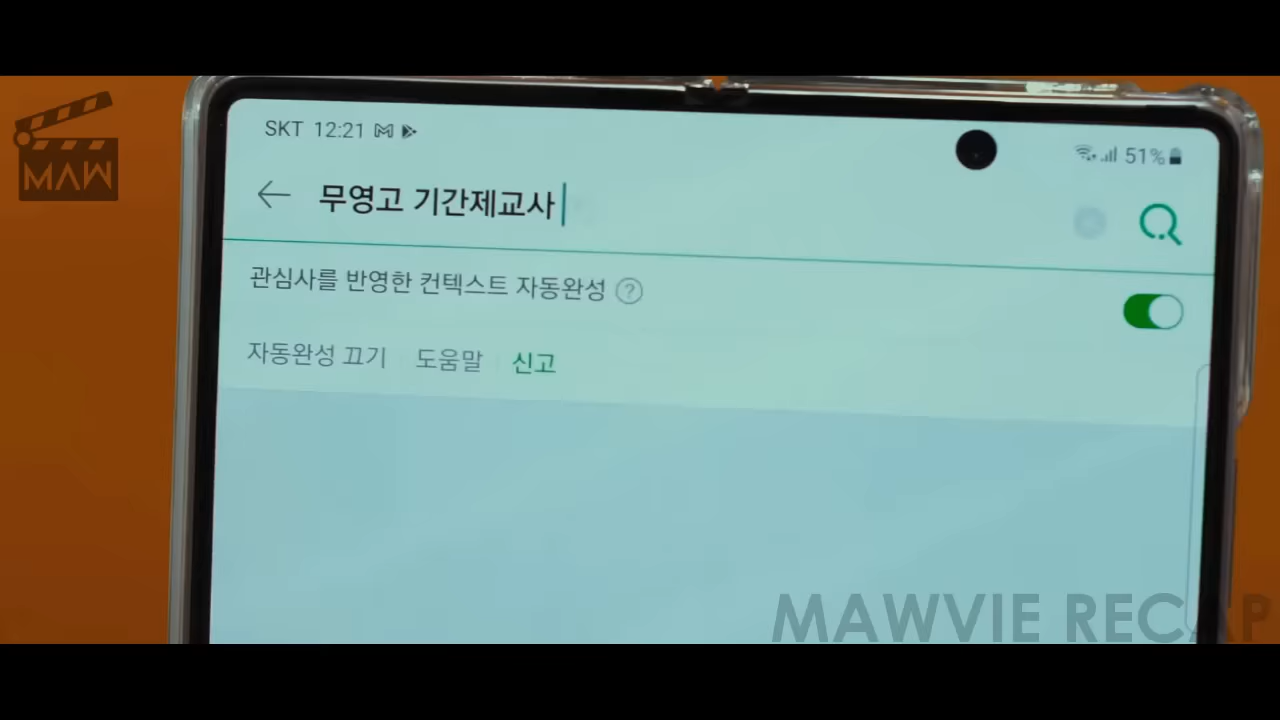 MAW
SKT 12:21
51%
무영고 기간제교사
관심사를 반영한 컨텍스트 자동완성 ?
자동완성 끄기 도움말 신고
MAWVIE RECAP